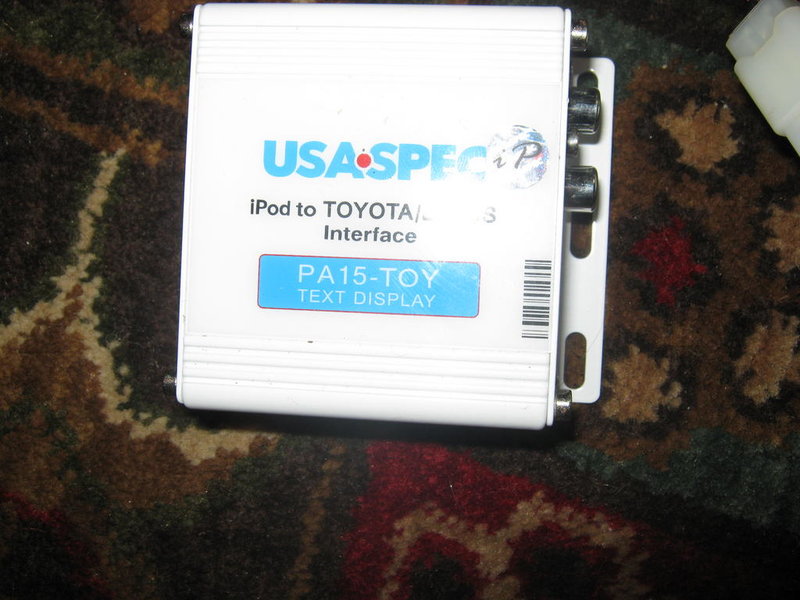 USA SPEC iP
iPod to TOYOTA/
Interface
PA15-TOY
TEXT DISPLAY